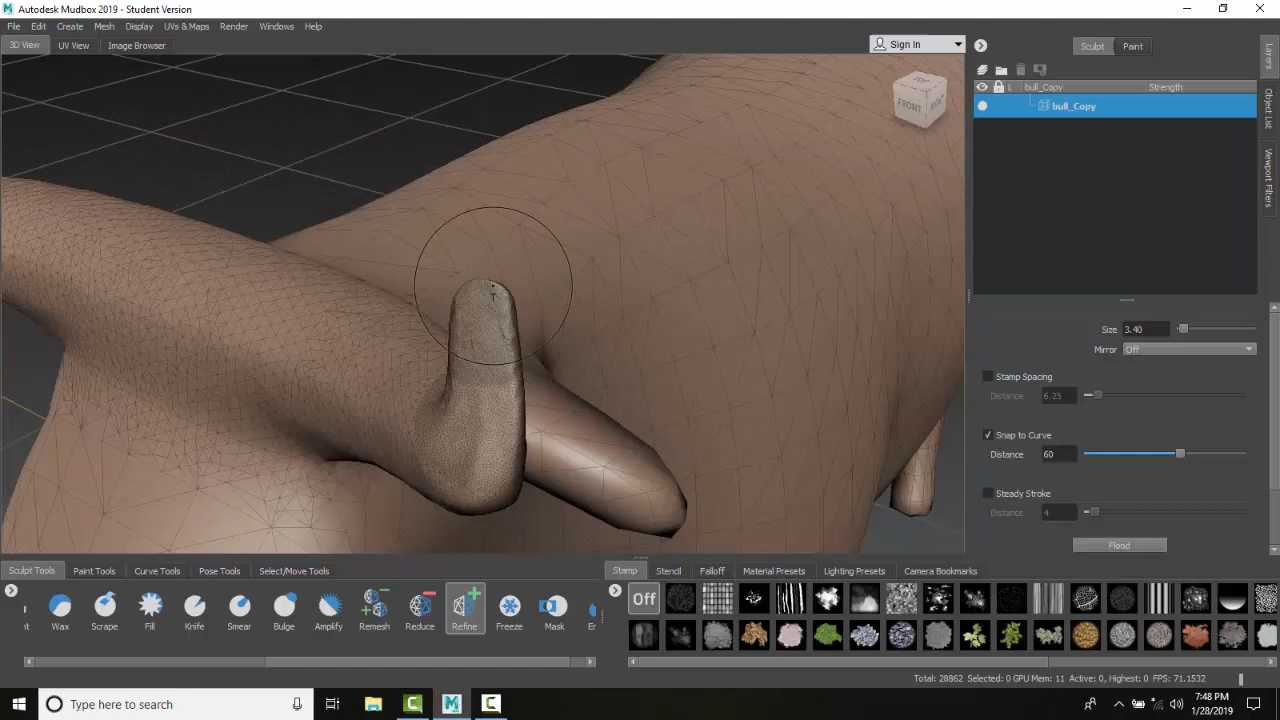 Autodesk Mudbox 2019 - Student Version
File Edit Create Mesh Display UVs & Maps Render Windows Help
3D View UV View Image Browser
Sign In
Sculpt Paint
Layers
Object List
Viewport Filters
L bull_Copy Strength
bull_Copy
TOP
FRONT
Size 3.40
Mirror Off
Stamp Spacing
Distance 6.25
Snap to Curve
Distance 60
Steady Stroke
Distance 4
Flood
Sculpt Tools Paint Tools Curve Tools Pose Tools Select/Move Tools
Stamp Stencil Falloff Material Presets Lighting Presets Camera Bookmarks
Off
Wax Scrape Fill Knife Smear Bulge Amplify Remesh Reduce Refine Freeze Mask
Total: 28862 Selected: 0 GPU Mem: 11 Active: 0, Highest: 0 FPS: 71.1532
Type here to search
7:48 PM
1/28/2019